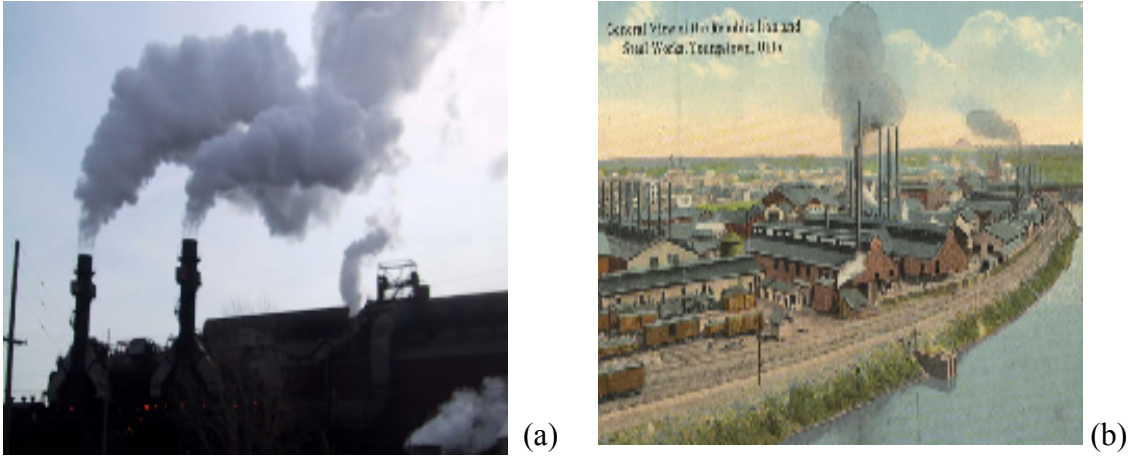 General View of the Republic Iron and
Steel Works, Youngstown, Ohio
(a)
(b)